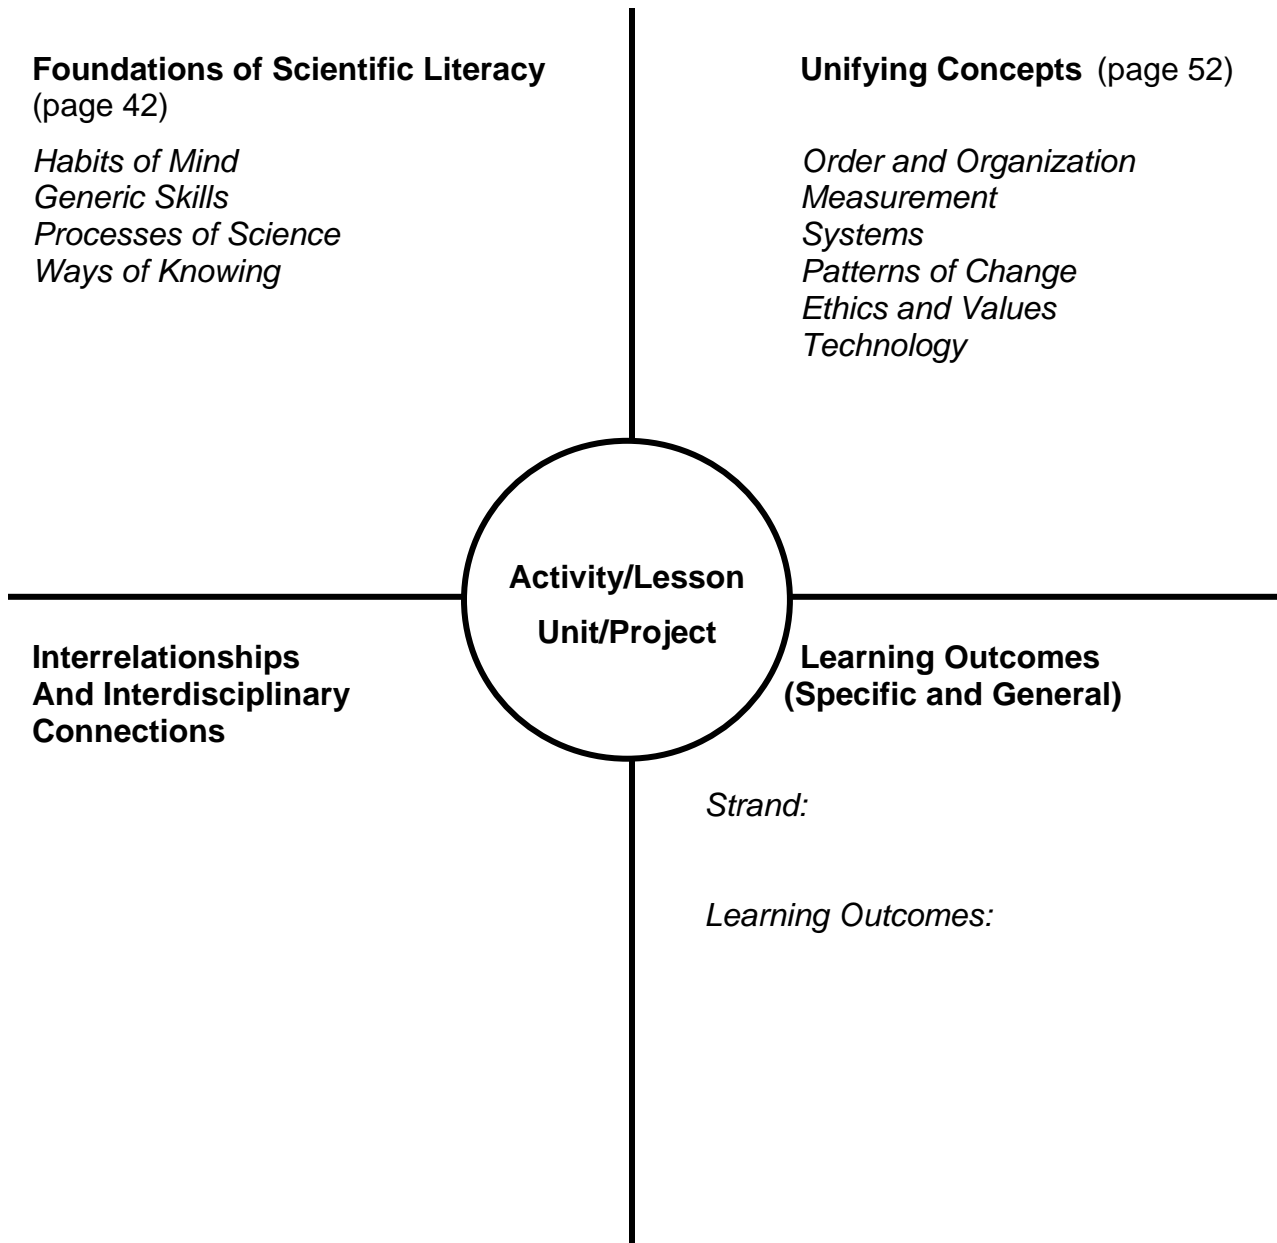 Foundations of Scientific Literacy
(page 42)
Habits of Mind
Generic Skills
Processes of Science
Ways of Knowing
Unifying Concepts (page 52)
Order and Organization
Measurement
Systems
Patterns of Change
Ethics and Values
Technology
Activity/Lesson
Unit/Project
Interrelationships
And Interdisciplinary
Connections
Learning Outcomes
(Specific and General)
Strand:
Learning Outcomes: